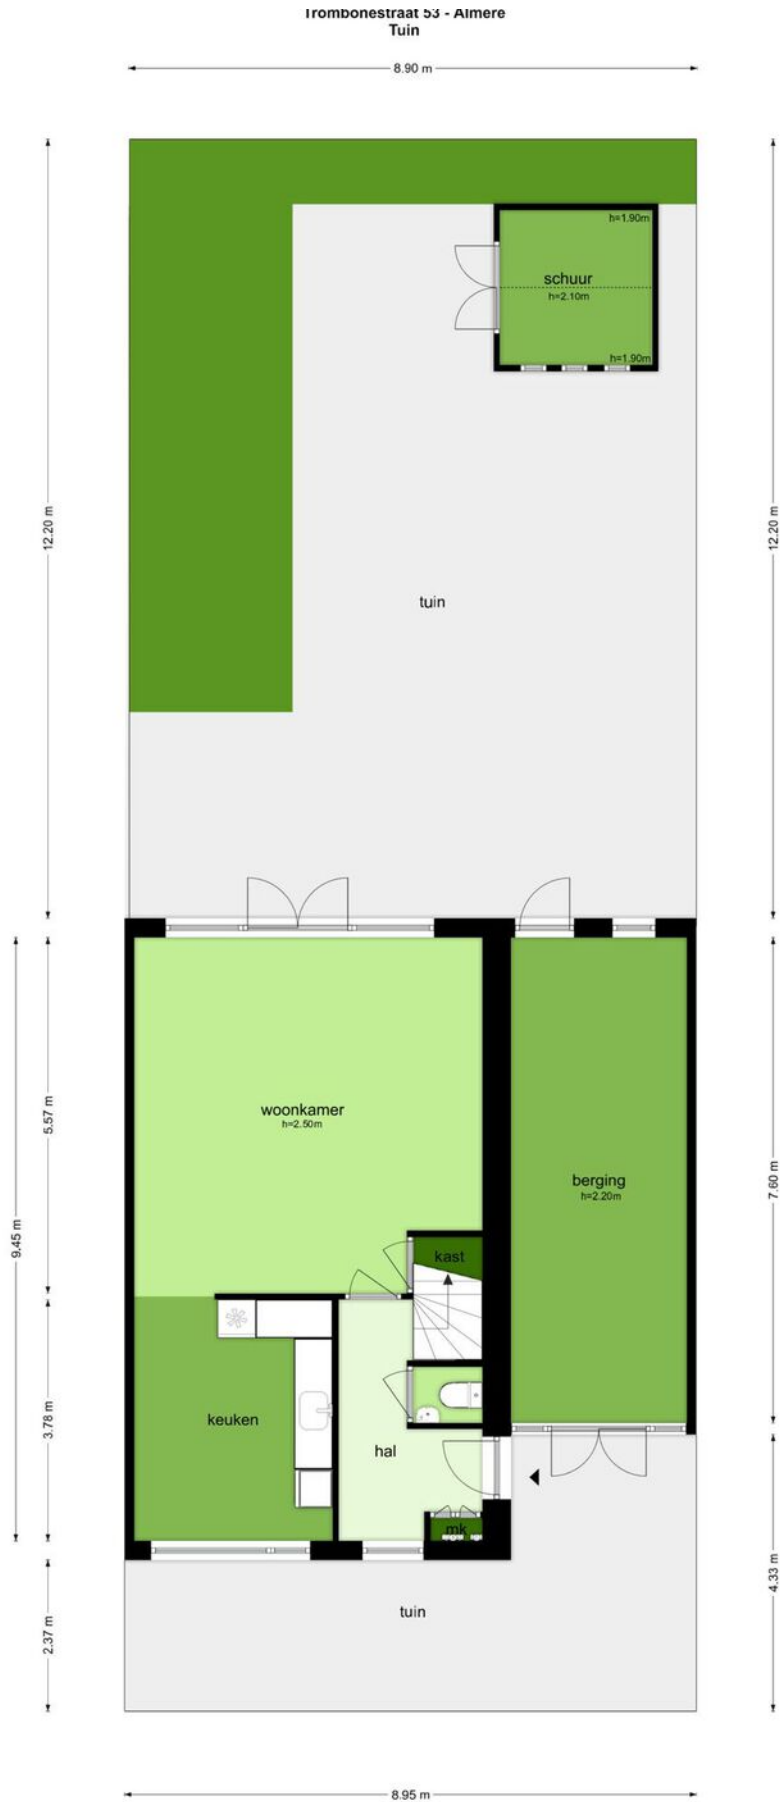 Trombonestraat 53 - Almere
Tuin
8.90 m
h=1.90m
schuur
h=2.10m
h=1.90m
12.20 m
12.20 m
tuin
woonkamer
h=2.50m
5.57 m
berging
h=2.20m
7.60 m
9.45 m
kast
keuken
3.78 m
hal
mk
4.33 m
tuin
2.37 m
8.95 m